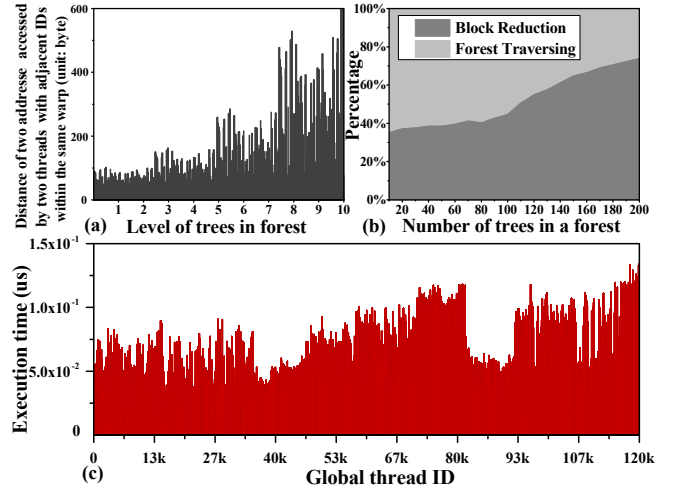 Distance of two addresse accessed
by two threads with adjacent IDs
within the same warp (unit: byte)
600
400
200
0
1 2 3 4 5 6 7 8 9 10
(a) Level of trees in forest
Percentage
100%
80%
60%
40%
20%
0%
Block Reduction
Forest Traversing
20 40 60 80 100 120 140 160 180 200
(b) Number of trees in a forest
Execution time (us)
1.5x10⁻¹
1.0x10⁻¹
5.0x10⁻²
0
0 13k 27k 40k 53k 67k 80k 93k 107k 120k
(c) Global thread ID